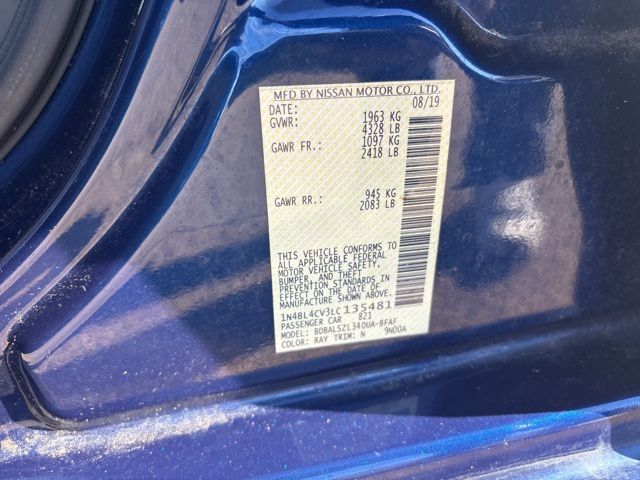 MFD BY NISSAN MOTOR CO., LTD.
DATE: 08/19
GVWR: 1963 KG
4328 LB
GAWR FR.: 1097 KG
2418 LB
GAWR RR.: 945 KG
2083 LB
THIS VEHICLE CONFORMS TO
ALL APPLICABLE FEDERAL
MOTOR VEHICLE SAFETY,
BUMPER, AND THEFT
PREVENTION STANDARDS IN
EFFECT ON THE DATE OF
MANUFACTURE SHOWN ABOVE.
1N4BL4CV3LC135481
PASSENGER CAR 821
MODEL: BDBALSZL34DUA-BFAF
COLOR: RAY TRIM: N 9N00A